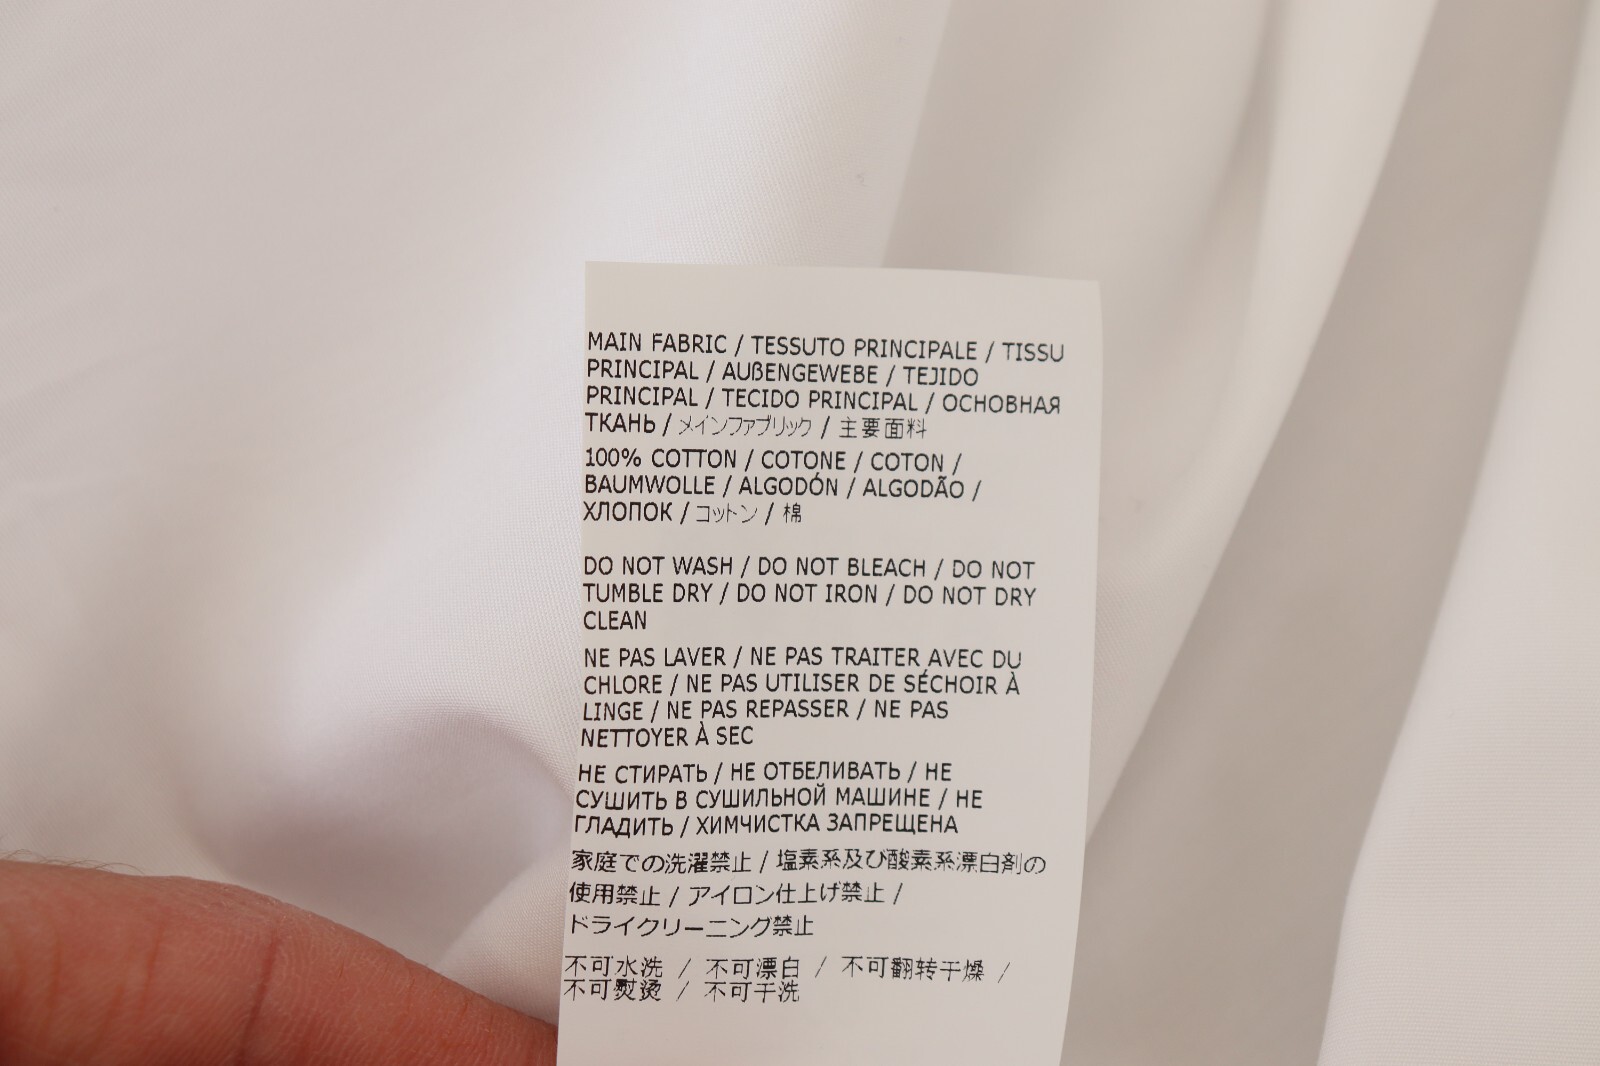 MAIN FABRIC / TESSUTO PRINCIPALE / TISSU
PRINCIPAL / AUßENGEWEBE / TEJIDO
PRINCIPAL / TECIDO PRINCIPAL / ОСНОВНАЯ
ТКАНЬ / メインファブリック / 主要面料
100% COTTON / COTONE / COTON /
BAUMWOLLE / ALGODÓN / ALGODÃO /
ХЛОПОК / コットン / 棉
DO NOT WASH / DO NOT BLEACH / DO NOT
TUMBLE DRY / DO NOT IRON / DO NOT DRY
CLEAN
NE PAS LAVER / NE PAS TRAITER AVEC DU
CHLORE / NE PAS UTILISER DE SÉCHOIR À
LINGE / NE PAS REPASSER / NE PAS
NETTOYER À SEC
НЕ СТИРАТЬ / НЕ ОТБЕЛИВАТЬ / НЕ
СУШИТЬ В СУШИЛЬНОЙ МАШИНЕ / НЕ
ГЛАДИТЬ / ХИМЧИСТКА ЗАПРЕЩЕНА
家庭での洗濯禁止 / 塩素系及び酸素系漂白剤の
使用禁止 / アイロン仕上げ禁止 /
ドライクリーニング禁止
不可水洗 / 不可漂白 / 不可翻转干燥 /
不可熨烫 / 不可干洗